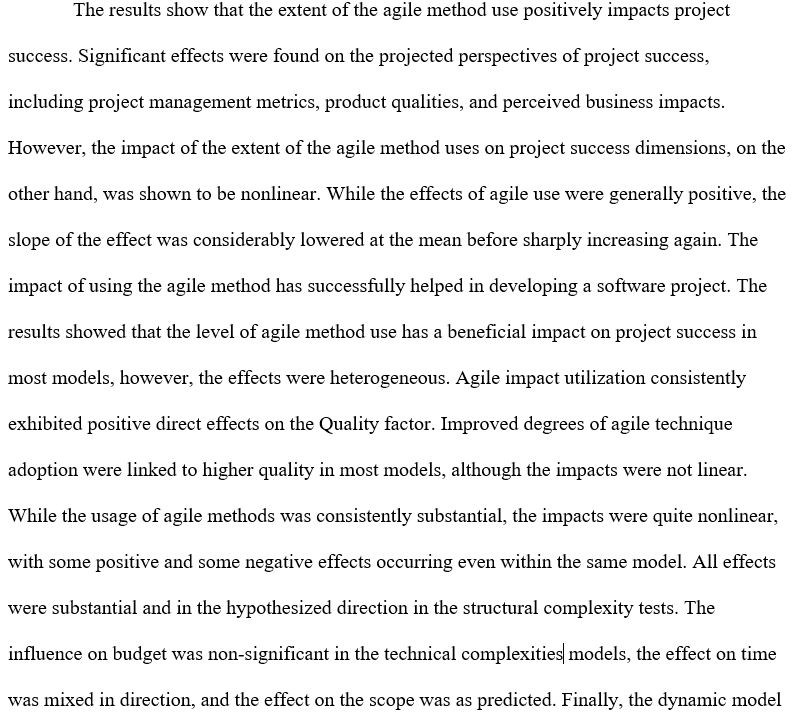 The results show that the extent of the agile method use positively impacts project
success. Significant effects were found on the projected perspectives of project success,
including project management metrics, product qualities, and perceived business impacts.
However, the impact of the extent of the agile method uses on project success dimensions, on the
other hand, was shown to be nonlinear. While the effects of agile use were generally positive, the
slope of the effect was considerably lowered at the mean before sharply increasing again. The
impact of using the agile method has successfully helped in developing a software project. The
results showed that the level of agile method use has a beneficial impact on project success in
most models, however, the effects were heterogeneous. Agile impact utilization consistently
exhibited positive direct effects on the Quality factor. Improved degrees of agile technique
adoption were linked to higher quality in most models, although the impacts were not linear.
While the usage of agile methods was consistently substantial, the impacts were quite nonlinear,
with some positive and some negative effects occurring even within the same model. All effects
were substantial and in the hypothesized direction in the structural complexity tests. The
influence on budget was non-significant in the technical complexities models, the effect on time
was mixed in direction, and the effect on the scope was as predicted. Finally, the dynamic model